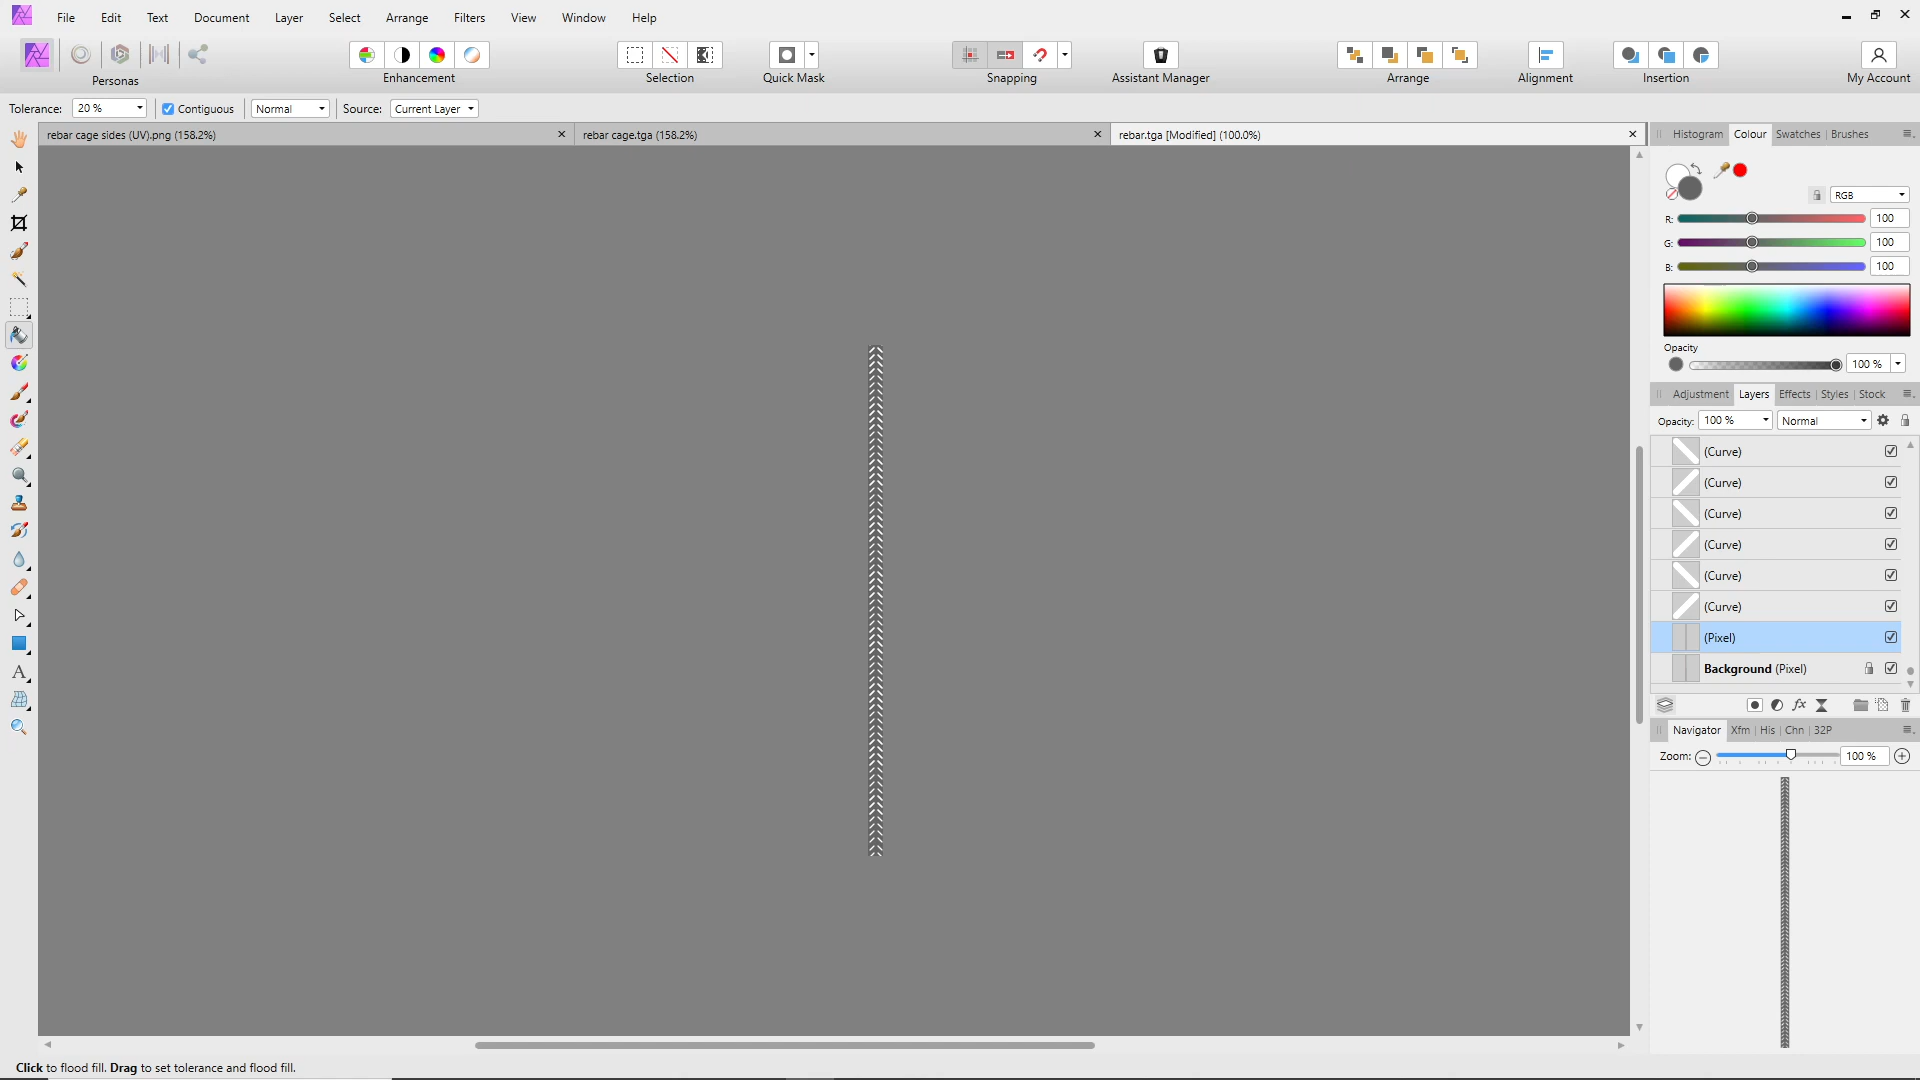 File Edit Text Document Layer Select Arrange Filters View Window Help
Personas Enhancement Selection Quick Mask Snapping Assistant Manager Arrange Alignment Insertion My Account
Tolerance: 20 % Contiguous Normal Source: Current Layer
rebar cage sides (UV).png (158.2%) rebar cage.tga (158.2%) rebar.tga [Modified] (100.0%)
Histogram Colour Swatches Brushes
RGB
R: 100
G: 100
B: 100
Opacity
100 %
Adjustment Layers Effects Styles Stock
Opacity: 100 % Normal
(Curve)
(Curve)
(Curve)
(Curve)
(Curve)
(Curve)
(Pixel)
Background (Pixel)
Navigator Xfm His Chn 32P
Zoom: 100 %
Click to flood fill. Drag to set tolerance and flood fill.